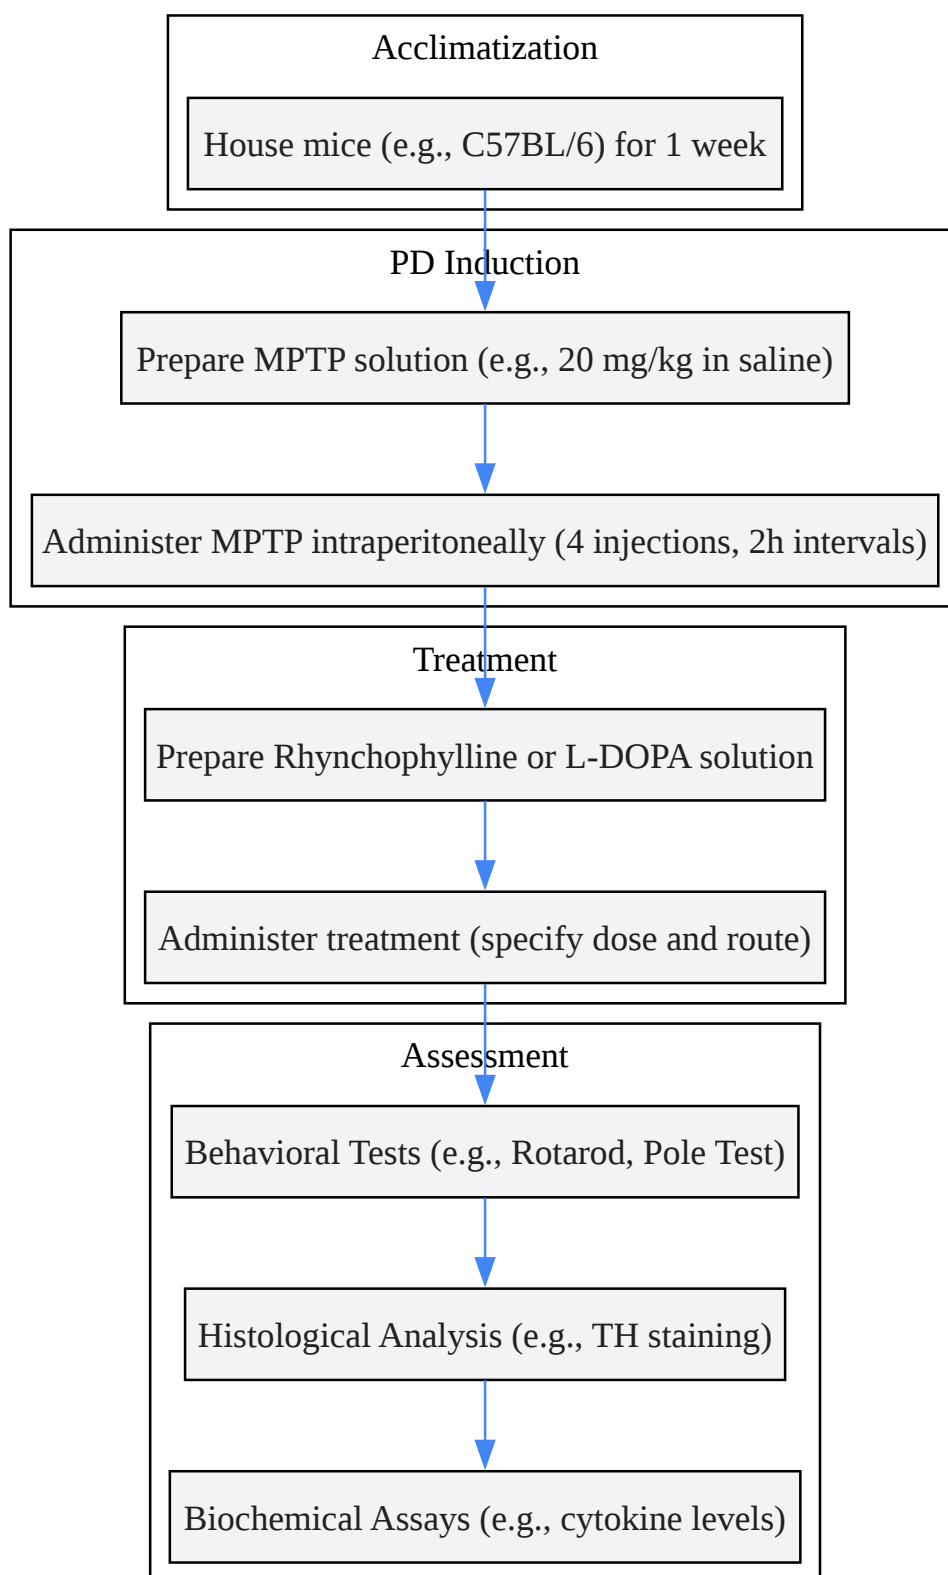 Acclimatization
House mice (e.g., C57BL/6) for 1 week
PD Induction
Prepare MPTP solution (e.g., 20 mg/kg in saline)
Administer MPTP intraperitoneally (4 injections, 2h intervals)
Treatment
Prepare Rhynchophylline or L-DOPA solution
Administer treatment (specify dose and route)
Assessment
Behavioral Tests (e.g., Rotarod, Pole Test)
Histological Analysis (e.g., TH staining)
Biochemical Assays (e.g., cytokine levels)